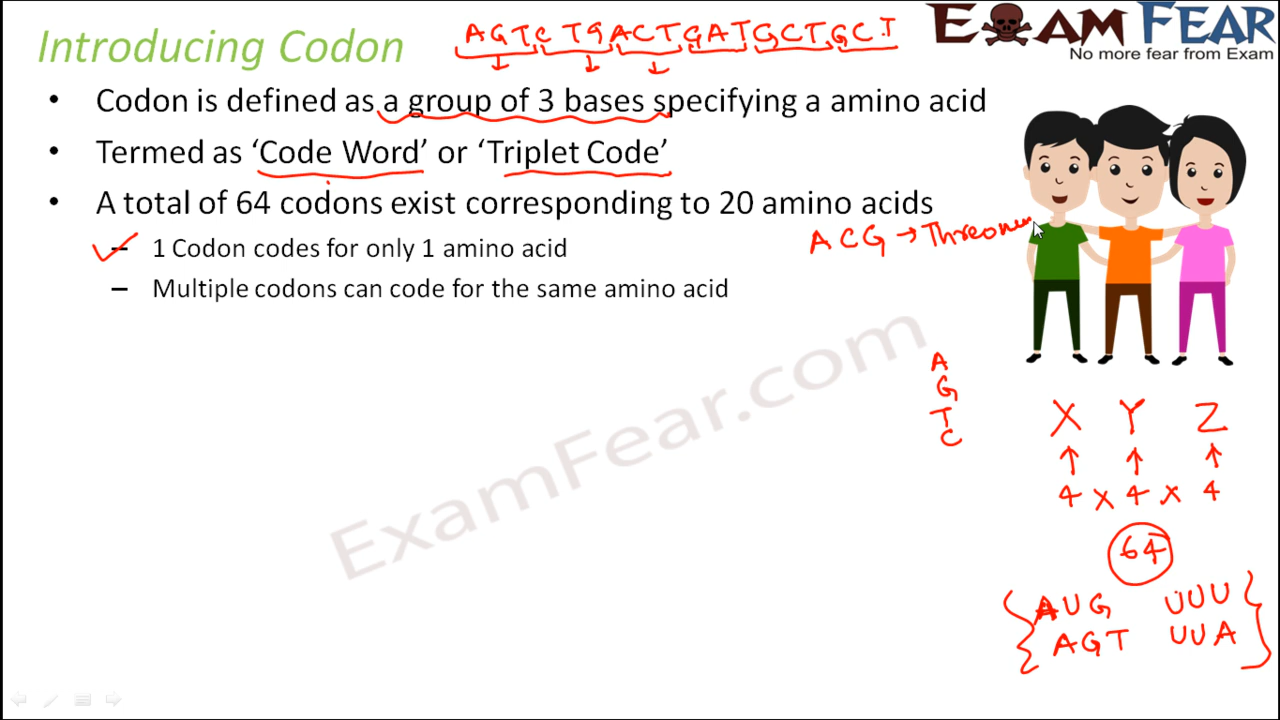 Introducing Codon
AGTCTGACTGATGCTGCT
EXAM FEAR
No more fear from Exam
• Codon is defined as a group of 3 bases specifying a amino acid
• Termed as ‘Code Word’ or ‘Triplet Code’
• A total of 64 codons exist corresponding to 20 amino acids
– 1 Codon codes for only 1 amino acid
ACG → Threonen
– Multiple codons can code for the same amino acid
ExamFear.com
A
G
T
C
X Y Z
4 x 4 x 4
64
AUG UUU
AGT UUA